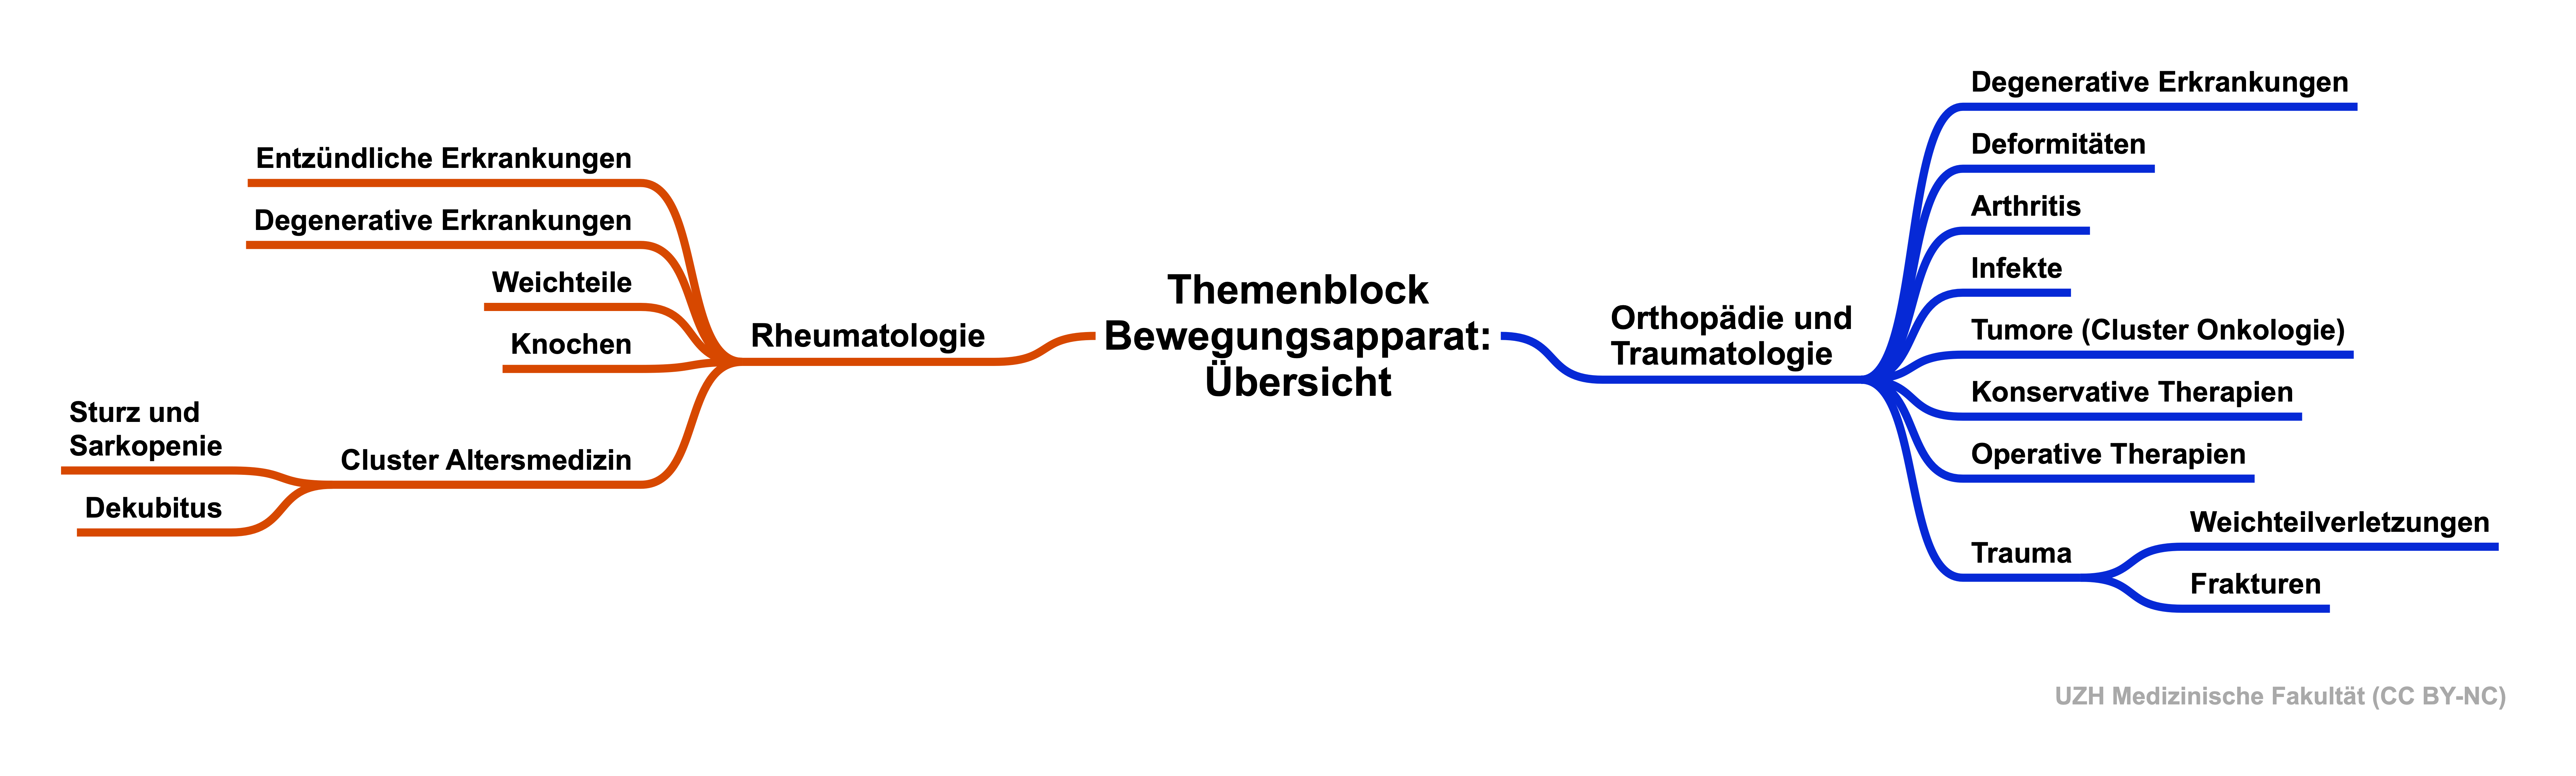 Themenblock
Bewegungsapparat:
Übersicht
Rheumatologie
Entzündliche Erkrankungen
Degenerative Erkrankungen
Weichteile
Knochen
Cluster Altersmedizin
Sturz und
Sarkopenie
Dekubitus
Orthopädie und
Traumatologie
Degenerative Erkrankungen
Deformitäten
Arthritis
Infekte
Tumore (Cluster Onkologie)
Konservative Therapien
Operative Therapien
Trauma
Weichteilverletzungen
Frakturen
UZH Medizinische Fakultät (CC BY-NC)